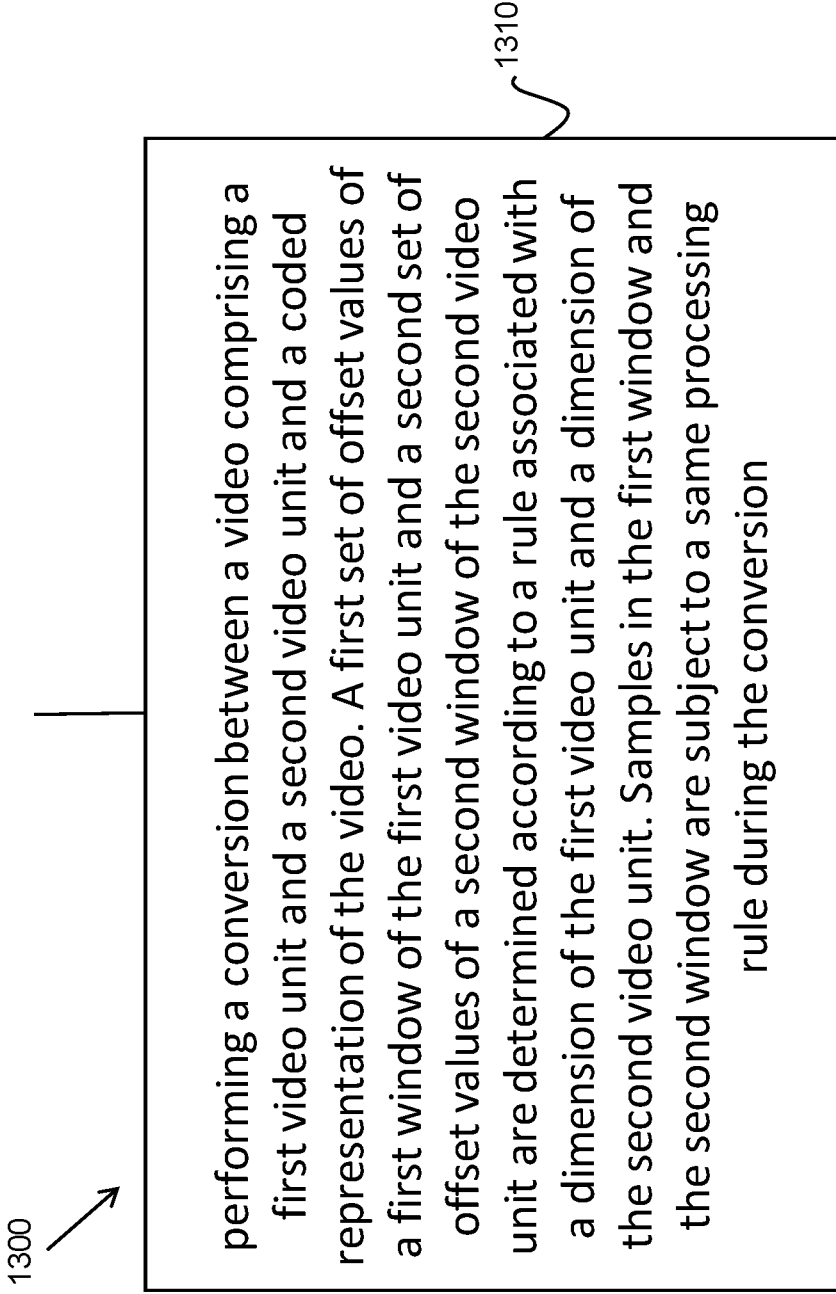 1300
performing a conversion between a video comprising a
first video unit and a second video unit and a coded
representation of the video. A first set of offset values of
a first window of the first video unit and a second set of
offset values of a second window of the second video
unit are determined according to a rule associated with
a dimension of the first video unit and a dimension of
the second video unit. Samples in the first window and
the second window are subject to a same processing
rule during the conversion
1310